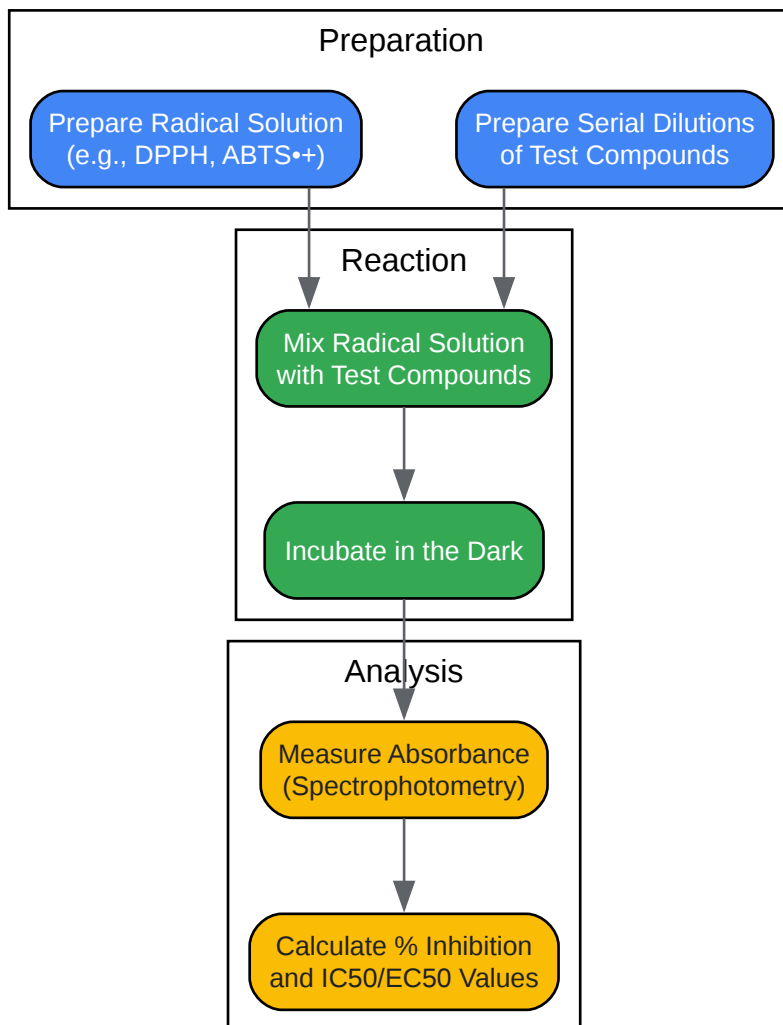 Preparation
Prepare Radical Solution
(e.g., DPPH, ABTS•+)
Prepare Serial Dilutions
of Test Compounds
Reaction
Mix Radical Solution
with Test Compounds
Incubate in the Dark
Analysis
Measure Absorbance
(Spectrophotometry)
Calculate % Inhibition
and IC50/EC50 Values